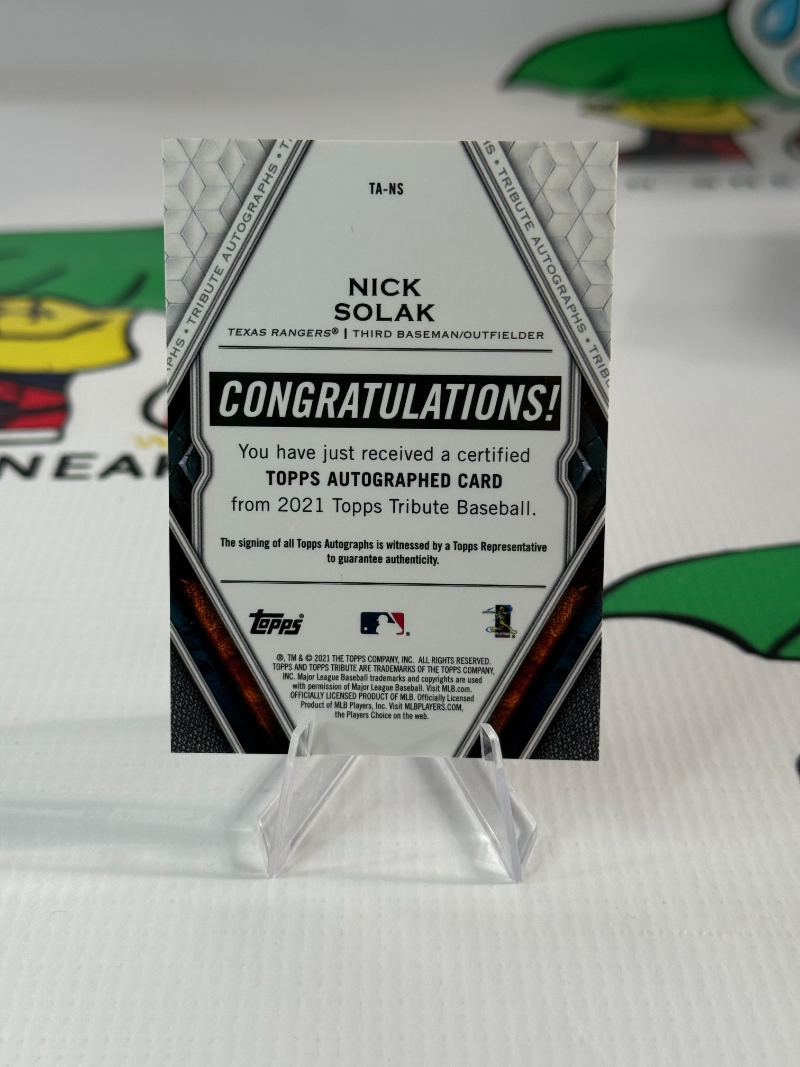 TA-NS
TRIBUTE AUTOGRAPHS • T
IS • TRIBUTE AUTOGRAPHS • TRIBU
PHS •
NICK
SOLAK
TEXAS RANGERS® | THIRD BASEMAN/OUTFIELDER
CONGRATULATIONS!
You have just received a certified
TOPPS AUTOGRAPHED CARD
from 2021 Topps Tribute Baseball.
The signing of all Topps Autographs is witnessed by a Topps Representative
to guarantee authenticity.
topps®
®, TM & © 2021 THE TOPPS COMPANY, INC. ALL RIGHTS RESERVED.
TOPPS AND TOPPS TRIBUTE ARE TRADEMARKS OF THE TOPPS COMPANY,
INC. Major League Baseball trademarks and copyrights are used
with permission of Major League Baseball. Visit MLB.com.
OFFICIALLY LICENSED PRODUCT OF MLB. Officially Licensed
Product of MLB Players, Inc. Visit MLBPLAYERS.COM,
the Players Choice on the web.
NEAK